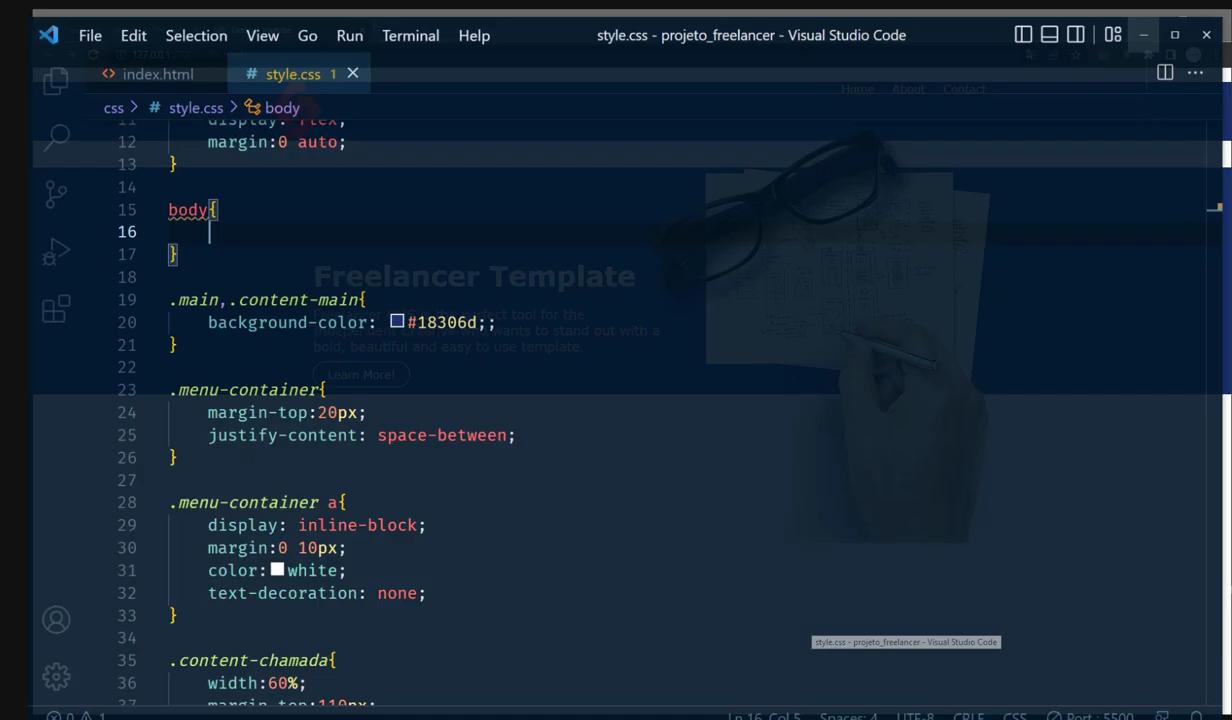 File Edit Selection View Go Run Terminal Help style.css - projeto_freelancer - Visual Studio Code
index.html # style.css 1
Home About Contact
css > # style.css > body
11 display: flex;
12 margin:0 auto;
13 }
14
15 body{
16
17 }
18
Freelancer Template
19 .main,.content-main{
20 background-color: #18306d;;
wants to stand out with a
21 }
bold, beautiful and easy to use template.
22
Learn More!
23 .menu-container{
24 margin-top:20px;
25 justify-content: space-between;
26 }
27
28 .menu-container a{
29 display: inline-block;
30 margin:0 10px;
31 color: white;
32 text-decoration: none;
33 }
34
style.css - projeto_freelancer - Visual Studio Code
35 .content-chamada{
36 width:60%;
37 margin-top:110px;
0 1 Ln 16, Col 5 Spaces: 4 UTF-8 CRLF CSS Port : 5500